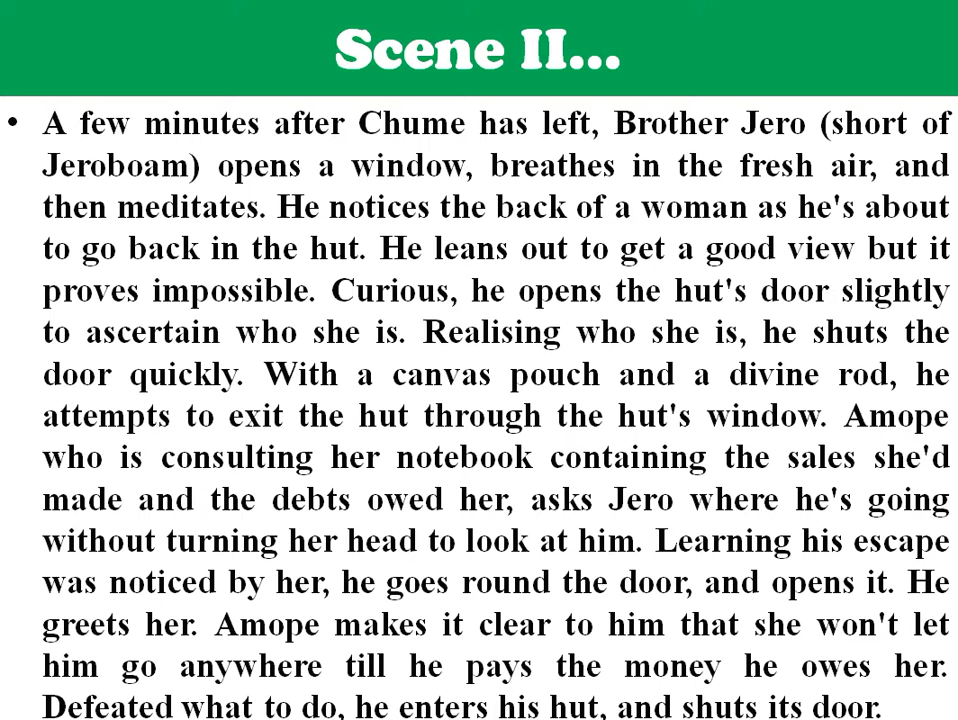 Scene II...
• A few minutes after Chume has left, Brother Jero (short of
Jeroboam) opens a window, breathes in the fresh air, and
then meditates. He notices the back of a woman as he's about
to go back in the hut. He leans out to get a good view but it
proves impossible. Curious, he opens the hut's door slightly
to ascertain who she is. Realising who she is, he shuts the
door quickly. With a canvas pouch and a divine rod, he
attempts to exit the hut through the hut's window. Amope
who is consulting her notebook containing the sales she'd
made and the debts owed her, asks Jero where he's going
without turning her head to look at him. Learning his escape
was noticed by her, he goes round the door, and opens it. He
greets her. Amope makes it clear to him that she won't let
him go anywhere till he pays the money he owes her.
Defeated what to do, he enters his hut, and shuts its door.